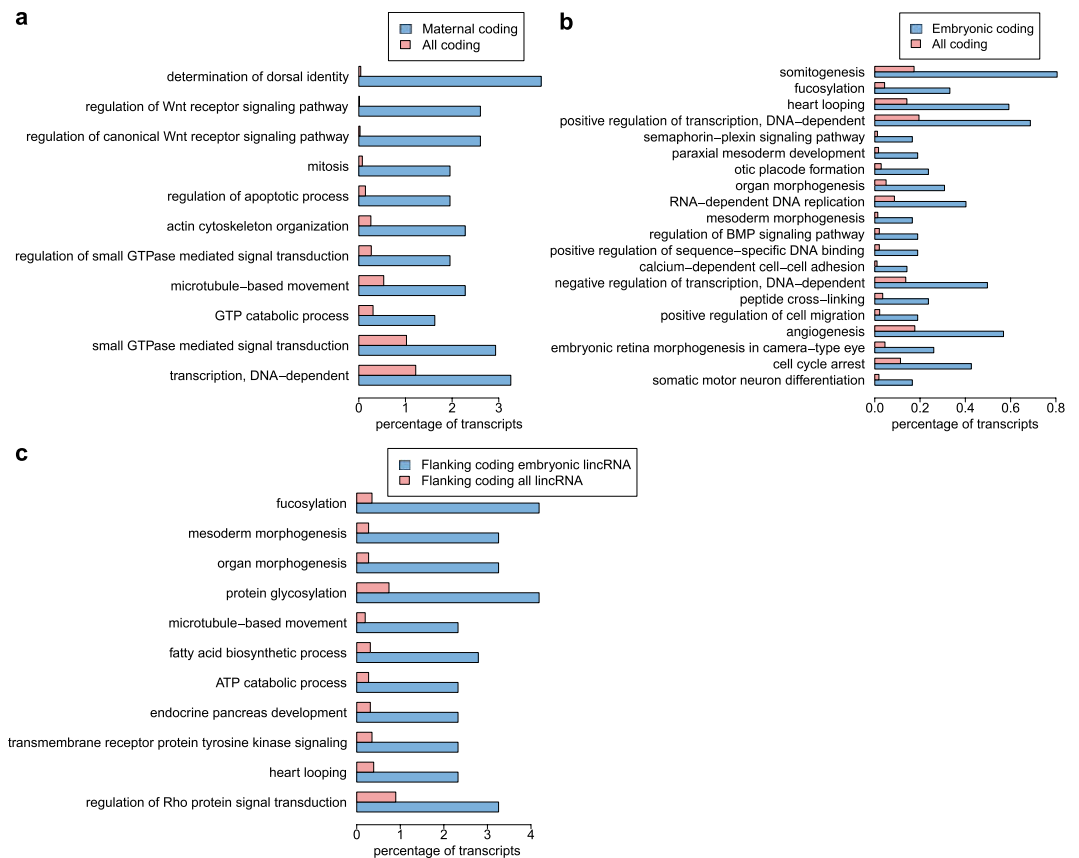 a
Maternal coding
All coding
determination of dorsal identity
regulation of Wnt receptor signaling pathway
regulation of canonical Wnt receptor signaling pathway
mitosis
regulation of apoptotic process
actin cytoskeleton organization
regulation of small GTPase mediated signal transduction
microtubule−based movement
GTP catabolic process
small GTPase mediated signal transduction
transcription, DNA−dependent
0 1 2 3
percentage of transcripts
b
Embryonic coding
All coding
somitogenesis
fucosylation
heart looping
positive regulation of transcription, DNA−dependent
semaphorin−plexin signaling pathway
paraxial mesoderm development
otic placode formation
organ morphogenesis
RNA−dependent DNA replication
mesoderm morphogenesis
regulation of BMP signaling pathway
positive regulation of sequence−specific DNA binding
calcium−dependent cell−cell adhesion
negative regulation of transcription, DNA−dependent
peptide cross−linking
positive regulation of cell migration
angiogenesis
embryonic retina morphogenesis in camera−type eye
cell cycle arrest
somatic motor neuron differentiation
0.0 0.2 0.4 0.6 0.8
percentage of transcripts
c
Flanking coding embryonic lincRNA
Flanking coding all lincRNA
fucosylation
mesoderm morphogenesis
organ morphogenesis
protein glycosylation
microtubule−based movement
fatty acid biosynthetic process
ATP catabolic process
endocrine pancreas development
transmembrane receptor protein tyrosine kinase signaling
heart looping
regulation of Rho protein signal transduction
0 1 2 3 4
percentage of transcripts